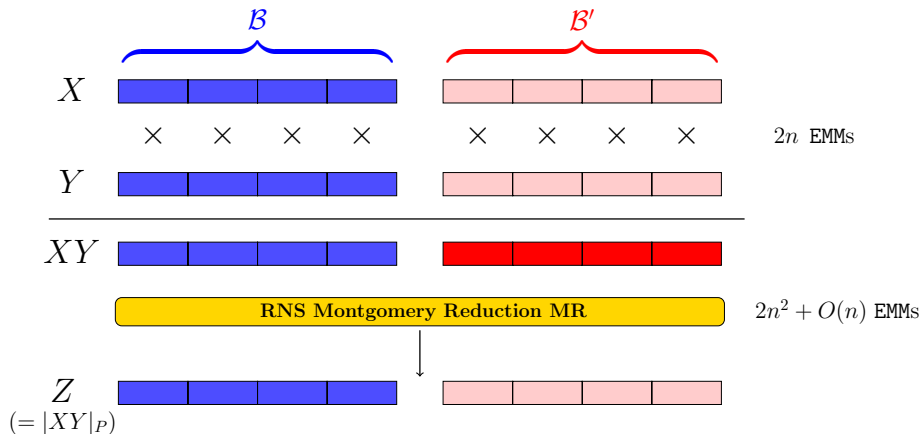 ℬ ℬ′
X
× × × × × × × × 2n EMMs
Y
XY
RNS Montgomery Reduction MR 2n² + O(n) EMMs
Z
(= |XY|_P)